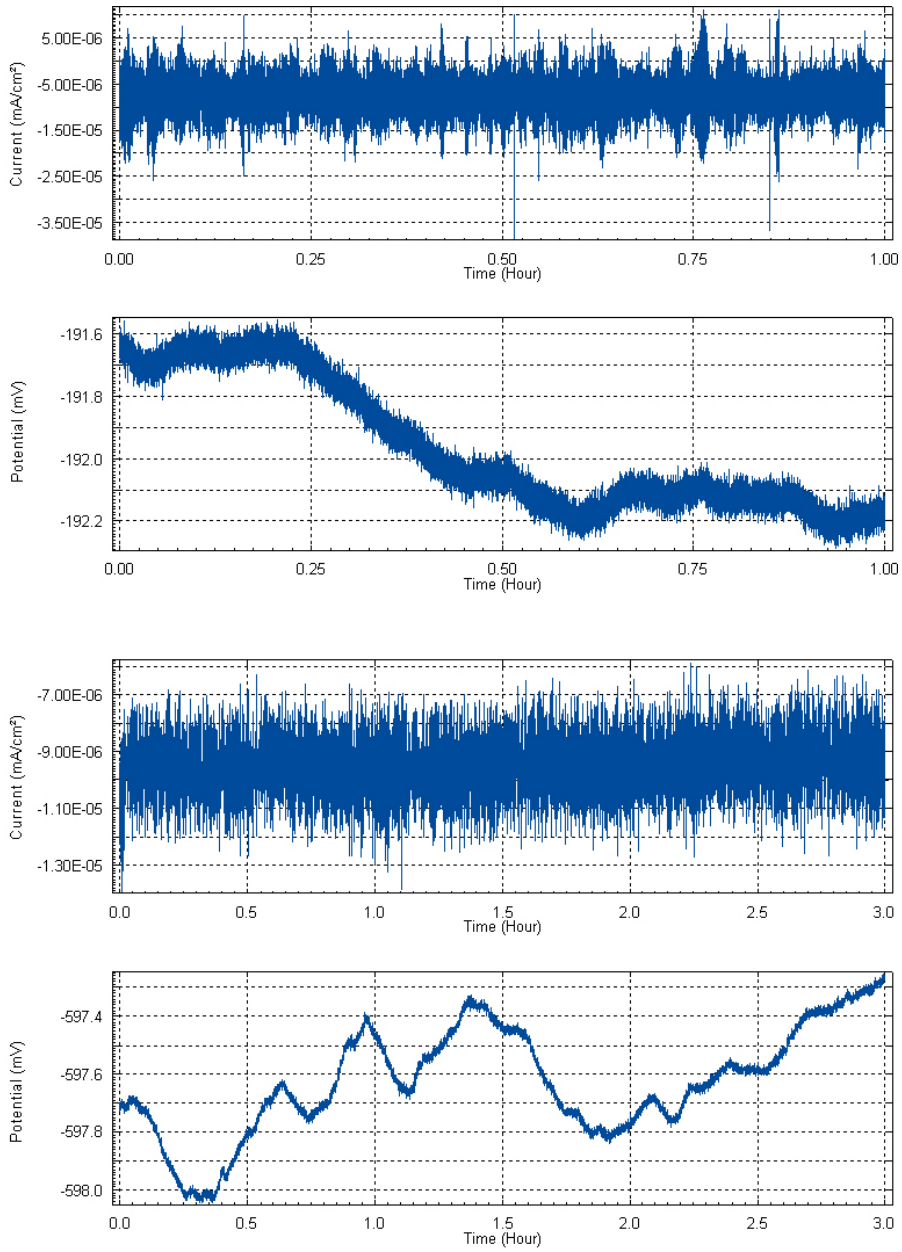 Current (mA/cm²)
5.00E-06
-5.00E-06
-1.50E-05
-2.50E-05
-3.50E-05
0.00 0.25 0.50 0.75 1.00
Time (Hour)
Potential (mV)
-191.6
-191.8
-192.0
-192.2
0.00 0.25 0.50 0.75 1.00
Time (Hour)
Current (mA/cm²)
-7.00E-06
-9.00E-06
-1.10E-05
-1.30E-05
0.0 0.5 1.0 1.5 2.0 2.5 3.0
Time (Hour)
Potential (mV)
-597.4
-597.6
-597.8
-598.0
0.0 0.5 1.0 1.5 2.0 2.5 3.0
Time (Hour)